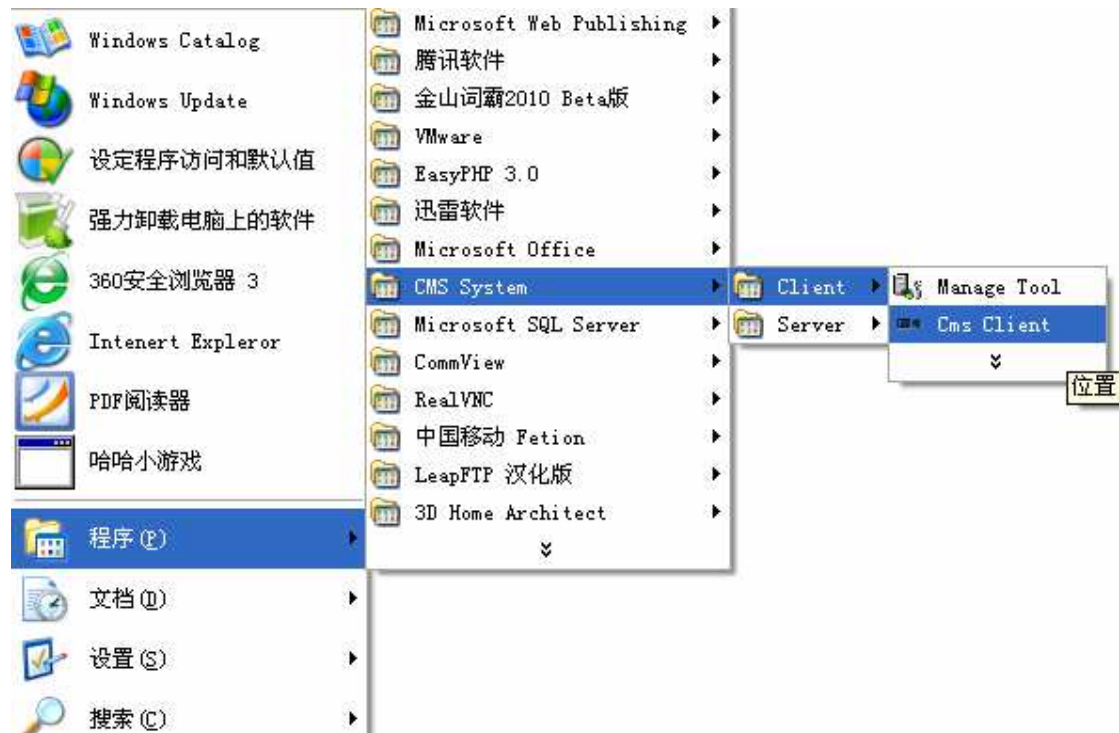 Windows Catalog
Windows Update
设定程序访问和默认值
强力卸载电脑上的软件
360安全浏览器 3
Intenert Expleror
PDF阅读器
哈哈小游戏
程序(P)
文档(D)
设置(S)
搜索(C)
Microsoft Web Publishing
腾讯软件
金山词霸2010 Beta版
VMware
EasyPHP 3.0
迅雷软件
Microsoft Office
CMS System
Microsoft SQL Server
CommView
RealVNC
中国移动 Fetion
LeapFTP 汉化版
3D Home Architect
Client
Server
Manage Tool
Cms Client
位置